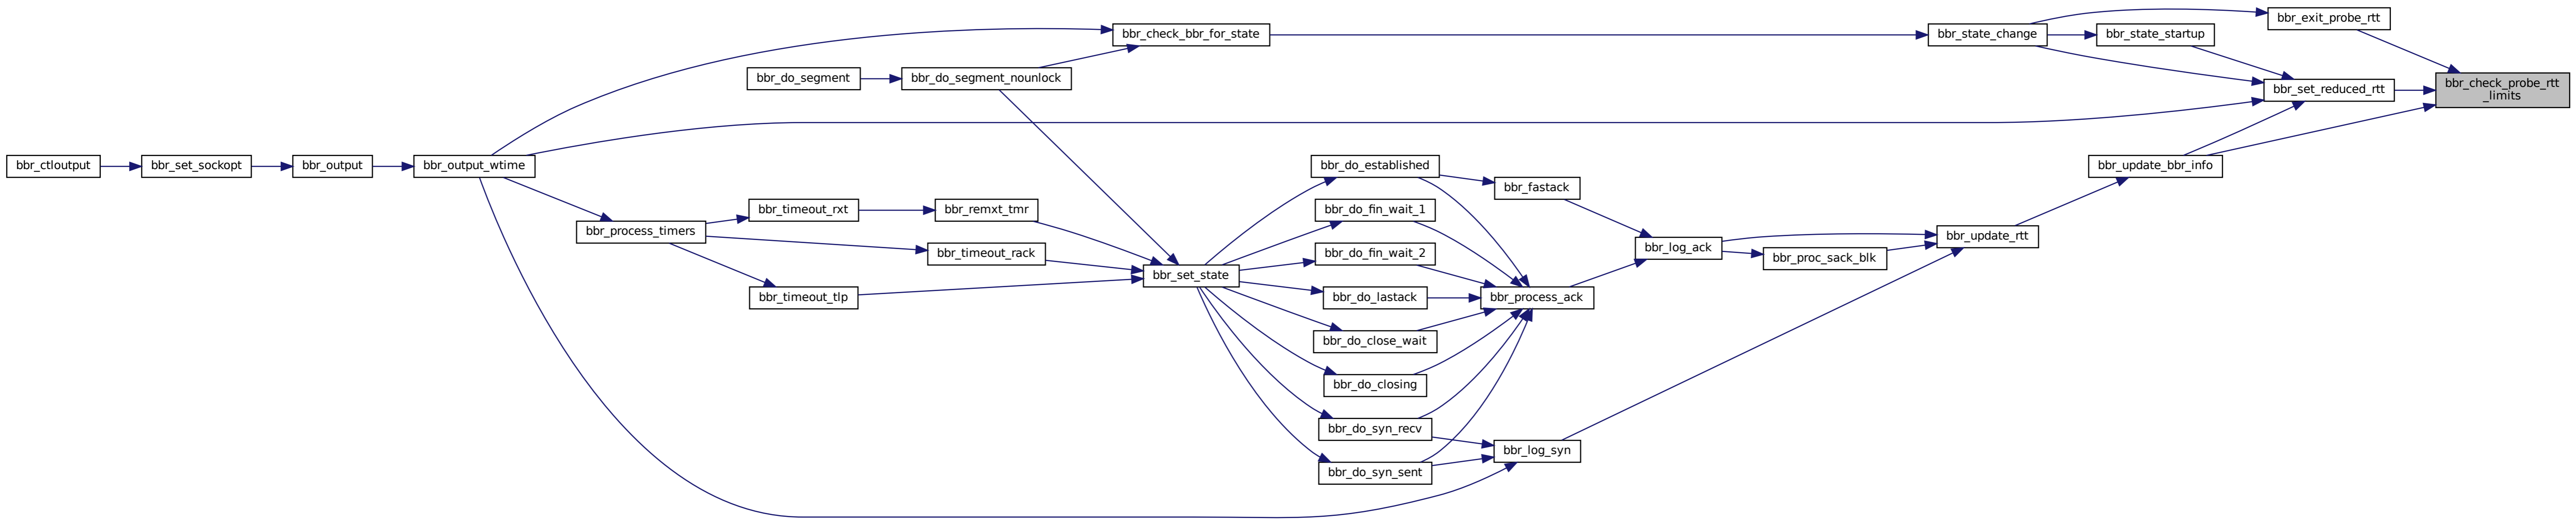 bbr_exit_probe_rtt
bbr_check_bbr_for_state
bbr_state_change
bbr_state_startup
bbr_do_segment
bbr_do_segment_nounlock
bbr_set_reduced_rtt
bbr_check_probe_rtt
_limits
bbr_ctloutput
bbr_set_sockopt
bbr_output
bbr_output_wtime
bbr_do_established
bbr_update_bbr_info
bbr_fastack
bbr_timeout_rxt
bbr_remxt_tmr
bbr_do_fin_wait_1
bbr_process_timers
bbr_update_rtt
bbr_timeout_rack
bbr_do_fin_wait_2
bbr_log_ack
bbr_proc_sack_blk
bbr_set_state
bbr_timeout_tlp
bbr_do_lastack
bbr_process_ack
bbr_do_close_wait
bbr_do_closing
bbr_do_syn_recv
bbr_log_syn
bbr_do_syn_sent